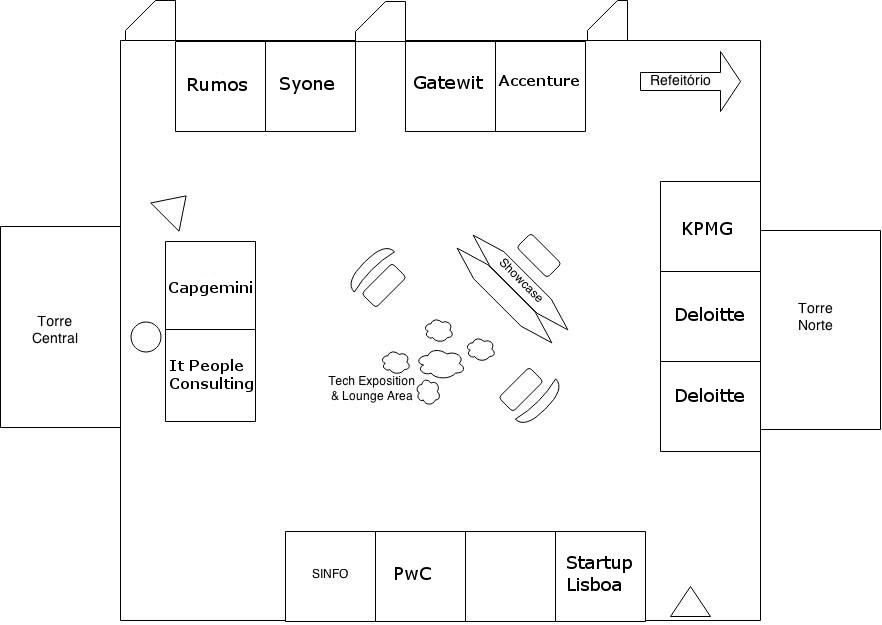 Rumos
Syone
Gatewit
Accenture
Refeitório
KPMG
Capgemini
Showcase
Torre
Central
Deloitte
Torre
Norte
It People
Consulting
Tech Exposition
& Lounge Area
Deloitte
SINFO
PwC
Startup
Lisboa